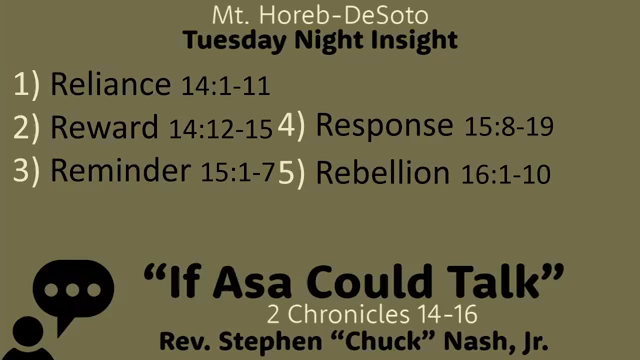 Mt. Horeb-DeSoto
Tuesday Night Insight
1) Reliance 14:1-11
2) Reward 14:12-15
3) Reminder 15:1-7
4) Response 15:8-19
5) Rebellion 16:1-10
“If Asa Could Talk”
2 Chronicles 14-16
Rev. Stephen “Chuck” Nash, Jr.